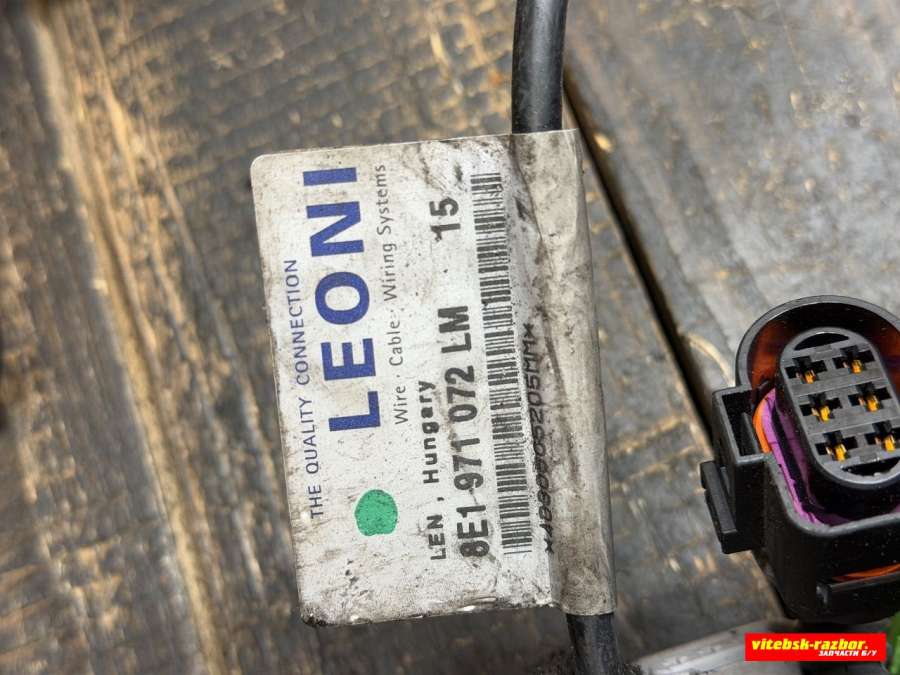 THE QUALITY CONNECTION
LEONI
Wire · Cable · Wiring Systems
LEN , Hungary
8E1 971 072 LM 15
vitebsk-razbor.
ЗАПЧАСТИ Б/У